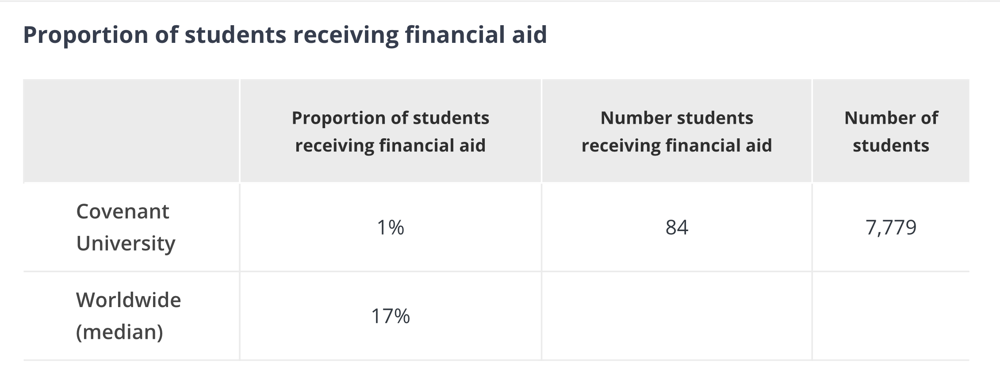 Proportion of students receiving financial aid
Proportion of students
receiving financial aid
Number students
receiving financial aid
Number of
students
Covenant
University
1%
84
7,779
Worldwide
(median)
17%